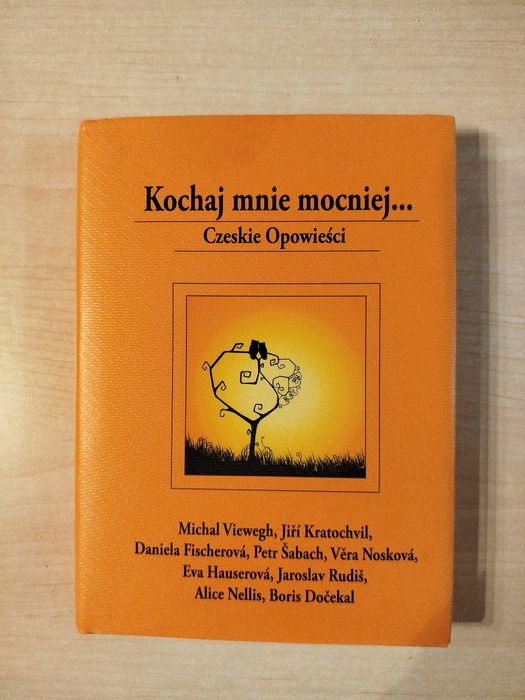 Kochaj mnie mocniej...
Czeskie Opowieści
Michal Viewegh, Jiří Kratochvil,
Daniela Fischerová, Petr Šabach, Věra Nosková,
Eva Hauserová, Jaroslav Rudiš,
Alice Nellis, Boris Dočekal